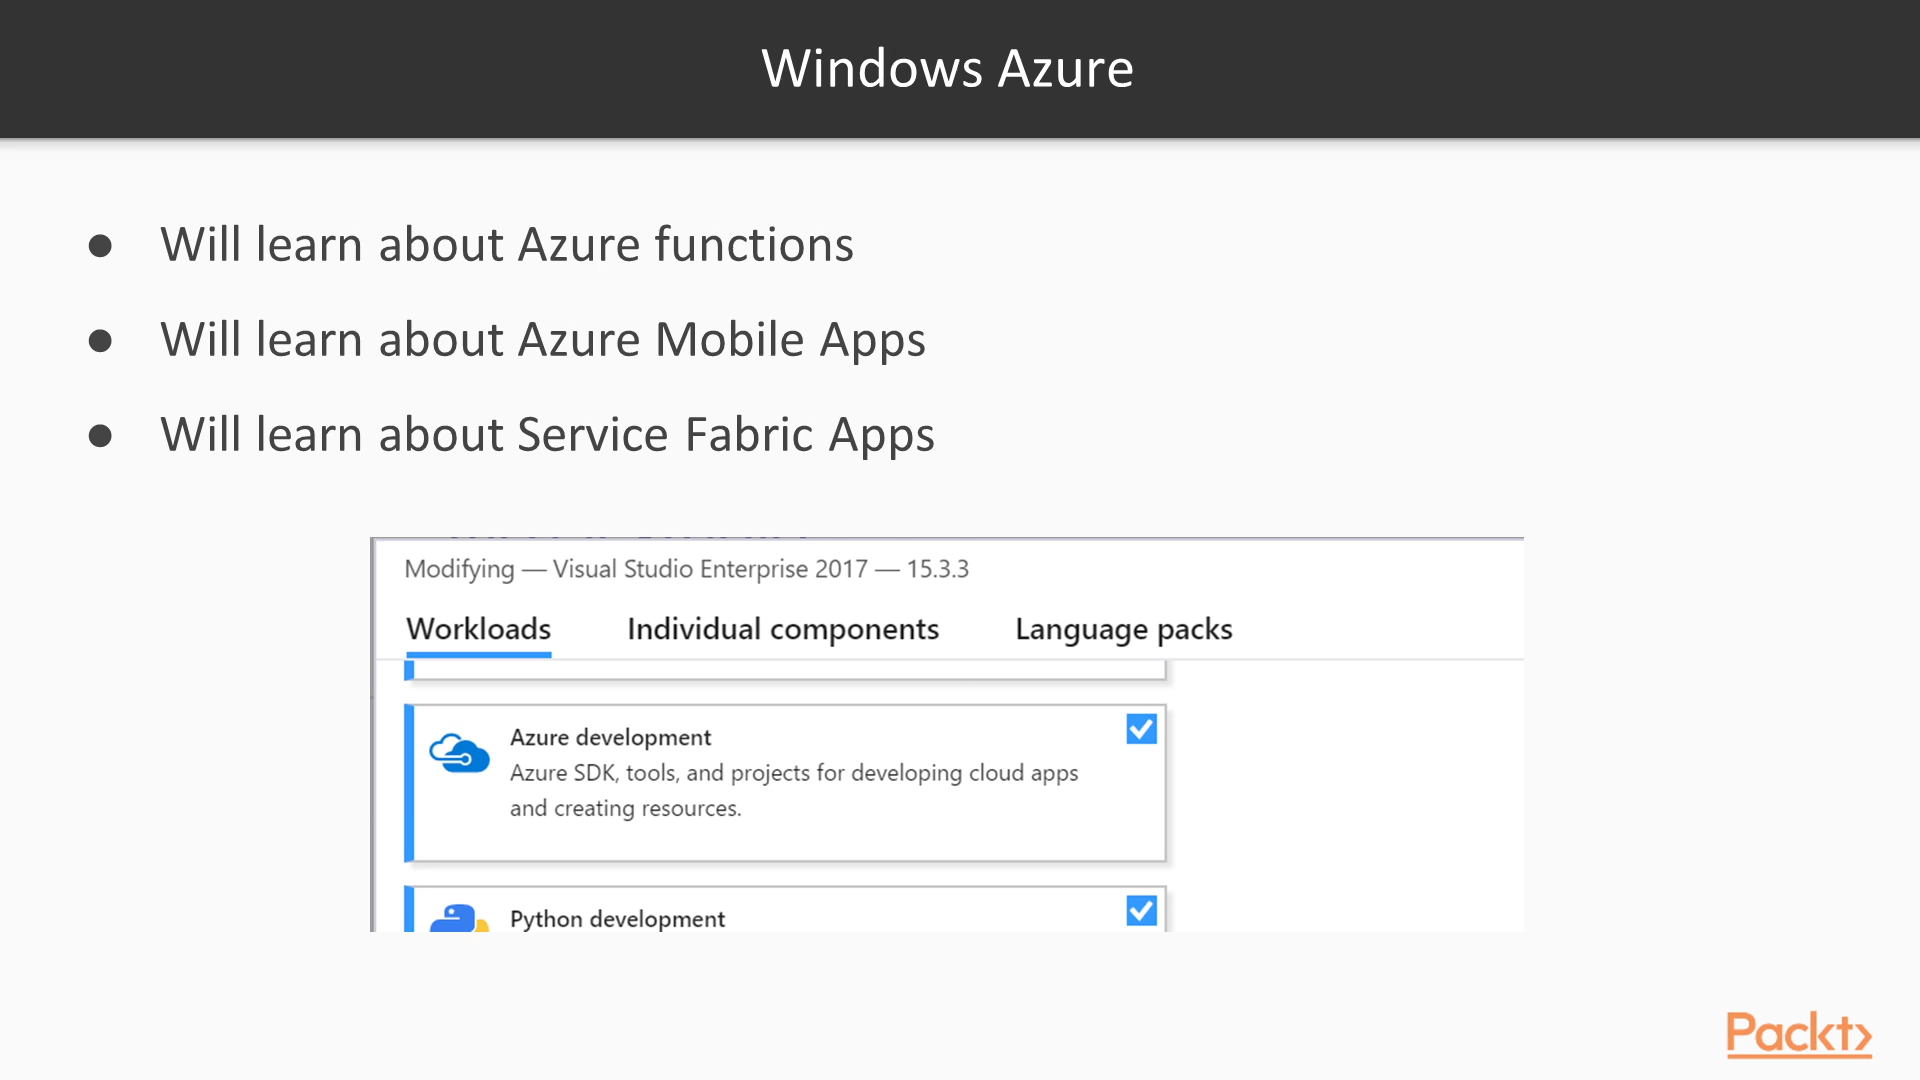 Windows Azure
● Will learn about Azure functions
● Will learn about Azure Mobile Apps
● Will learn about Service Fabric Apps
Modifying — Visual Studio Enterprise 2017 — 15.3.3
Workloads Individual components Language packs
Azure development
Azure SDK, tools, and projects for developing cloud apps
and creating resources.
Python development
Packt>